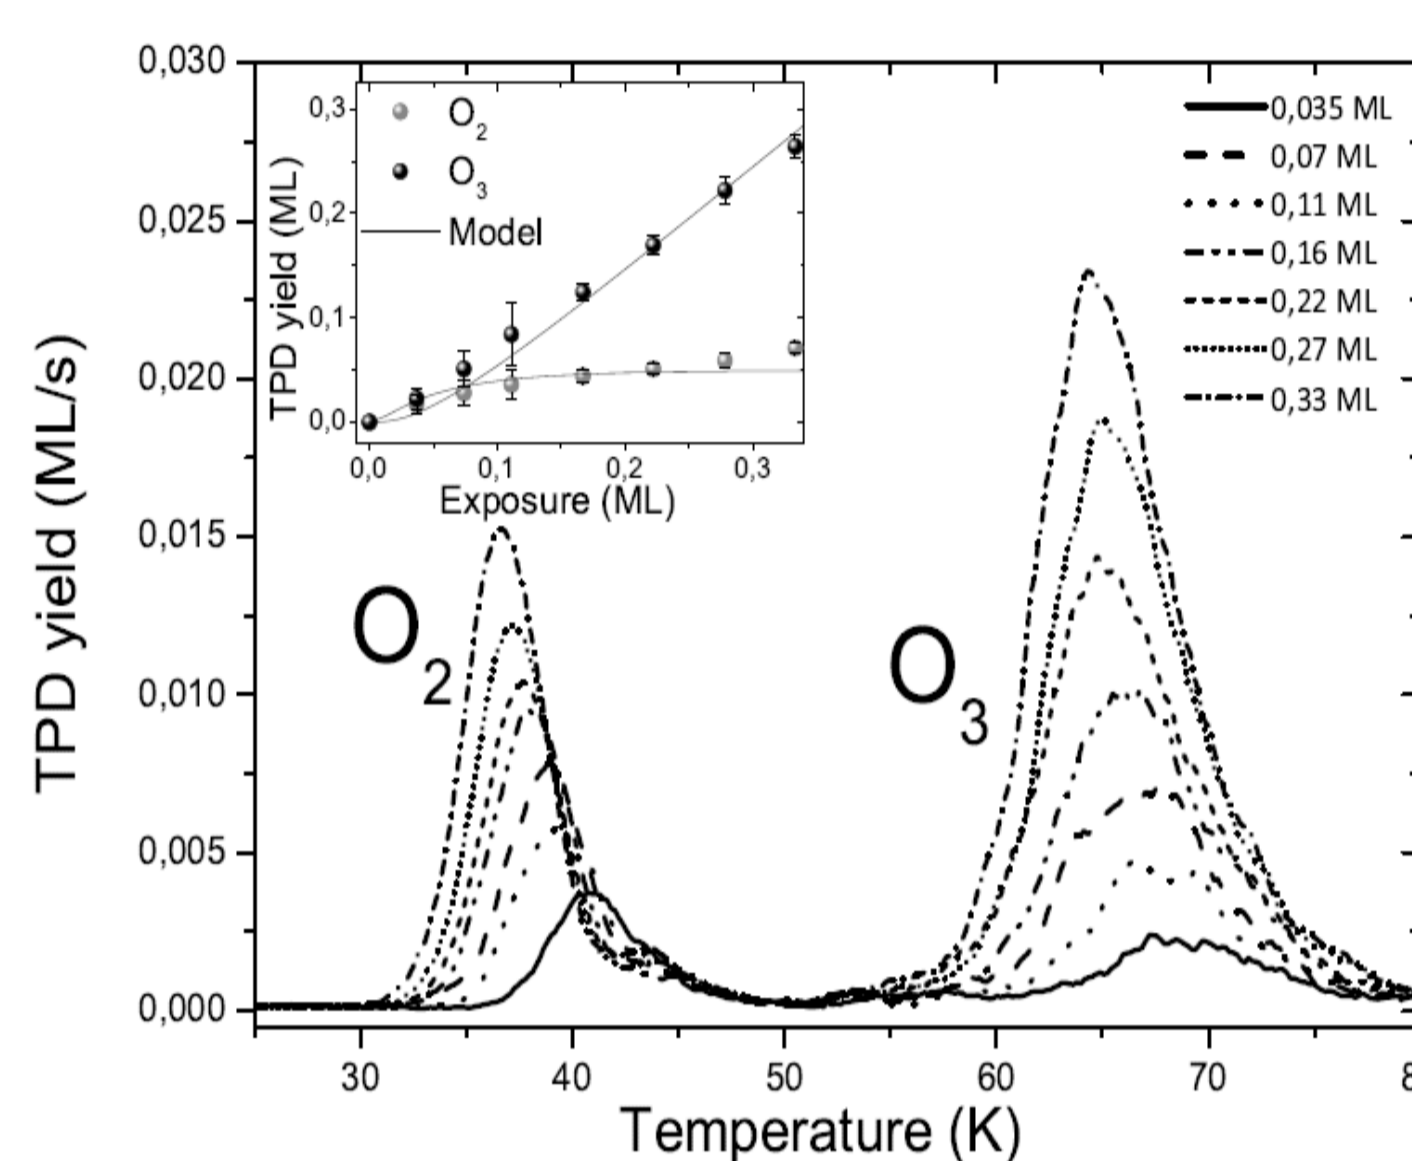 0,030
0,025
0,020
0,015
0,010
0,005
0,000
TPD yield (ML/s)
30 40 50 60 70 8
Temperature (K)
0,3
0,2
0,1
0,0
TPD yield (ML)
O2
O3
Model
0,0 0,1 0,2 0,3
Exposure (ML)
0,035 ML
0,07 ML
0,11 ML
0,16 ML
0,22 ML
0,27 ML
0,33 ML
O2
O3